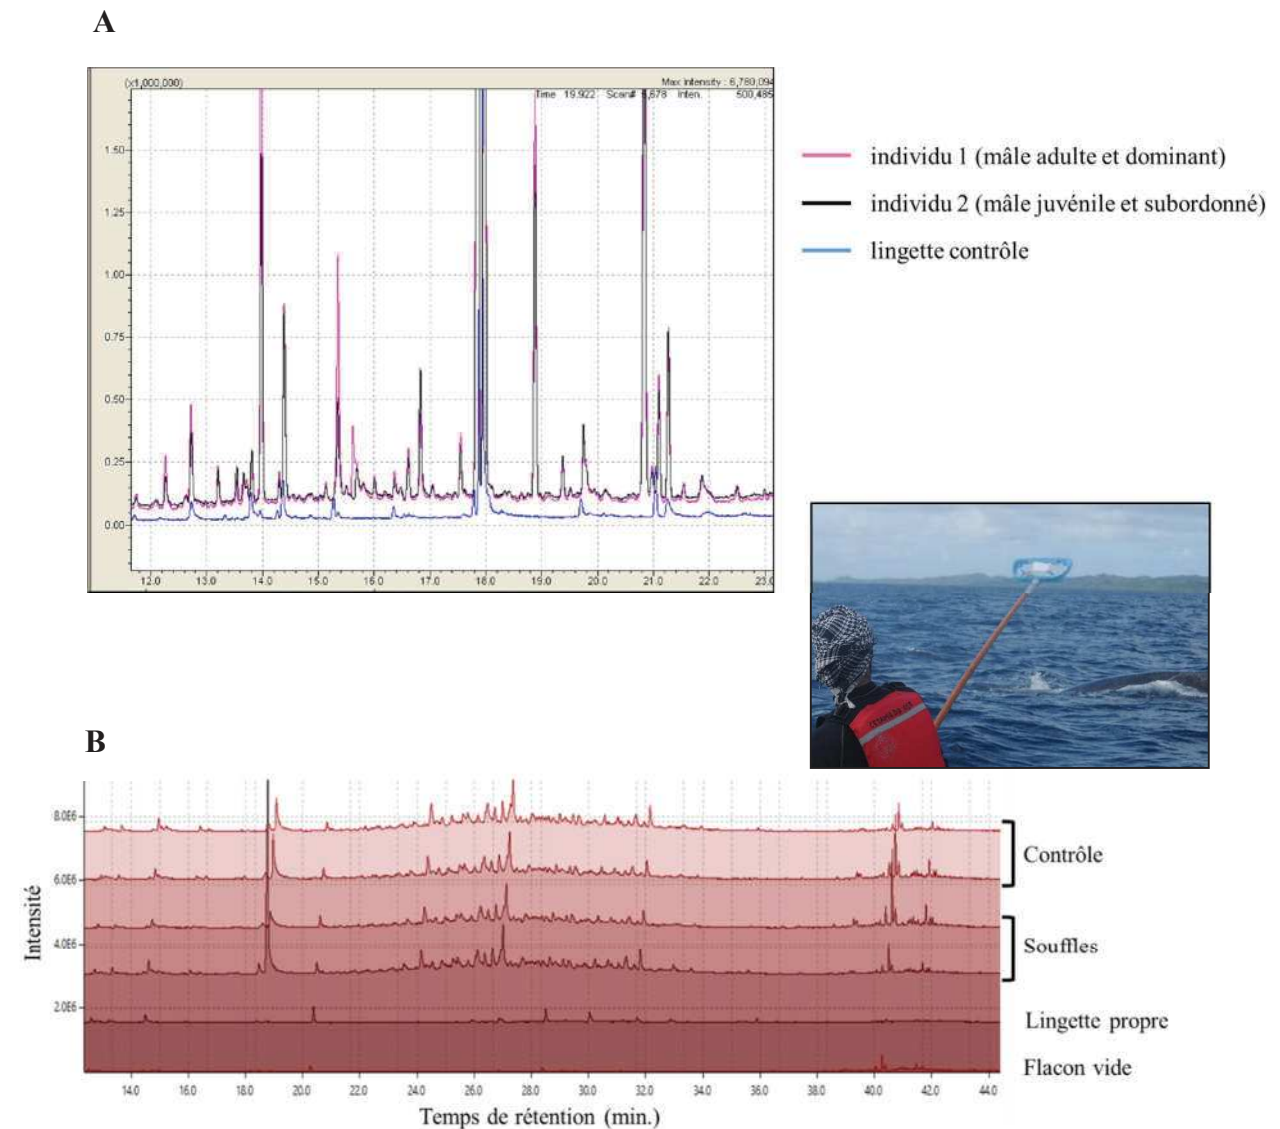 A
(x1,000,000)
Max Intensity : 6,780,094
Time 19.922 Scan# 5,678 Inten. 500,485
1.50
1.25
1.00
0.75
0.50
0.25
0.00
12.0 13.0 14.0 15.0 16.0 17.0 18.0 19.0 20.0 21.0 22.0 23.0
individu 1 (mâle adulte et dominant)
individu 2 (mâle juvénile et subordonné)
lingette contrôle
B
8.0E6
6.0E6
4.0E6
2.0E6
Intensité
Contrôle
Souffles
Lingette propre
Flacon vide
14.0 16.0 18.0 20.0 22.0 24.0 26.0 28.0 30.0 32.0 34.0 36.0 38.0 40.0 42.0 44.0
Temps de rétention (min.)